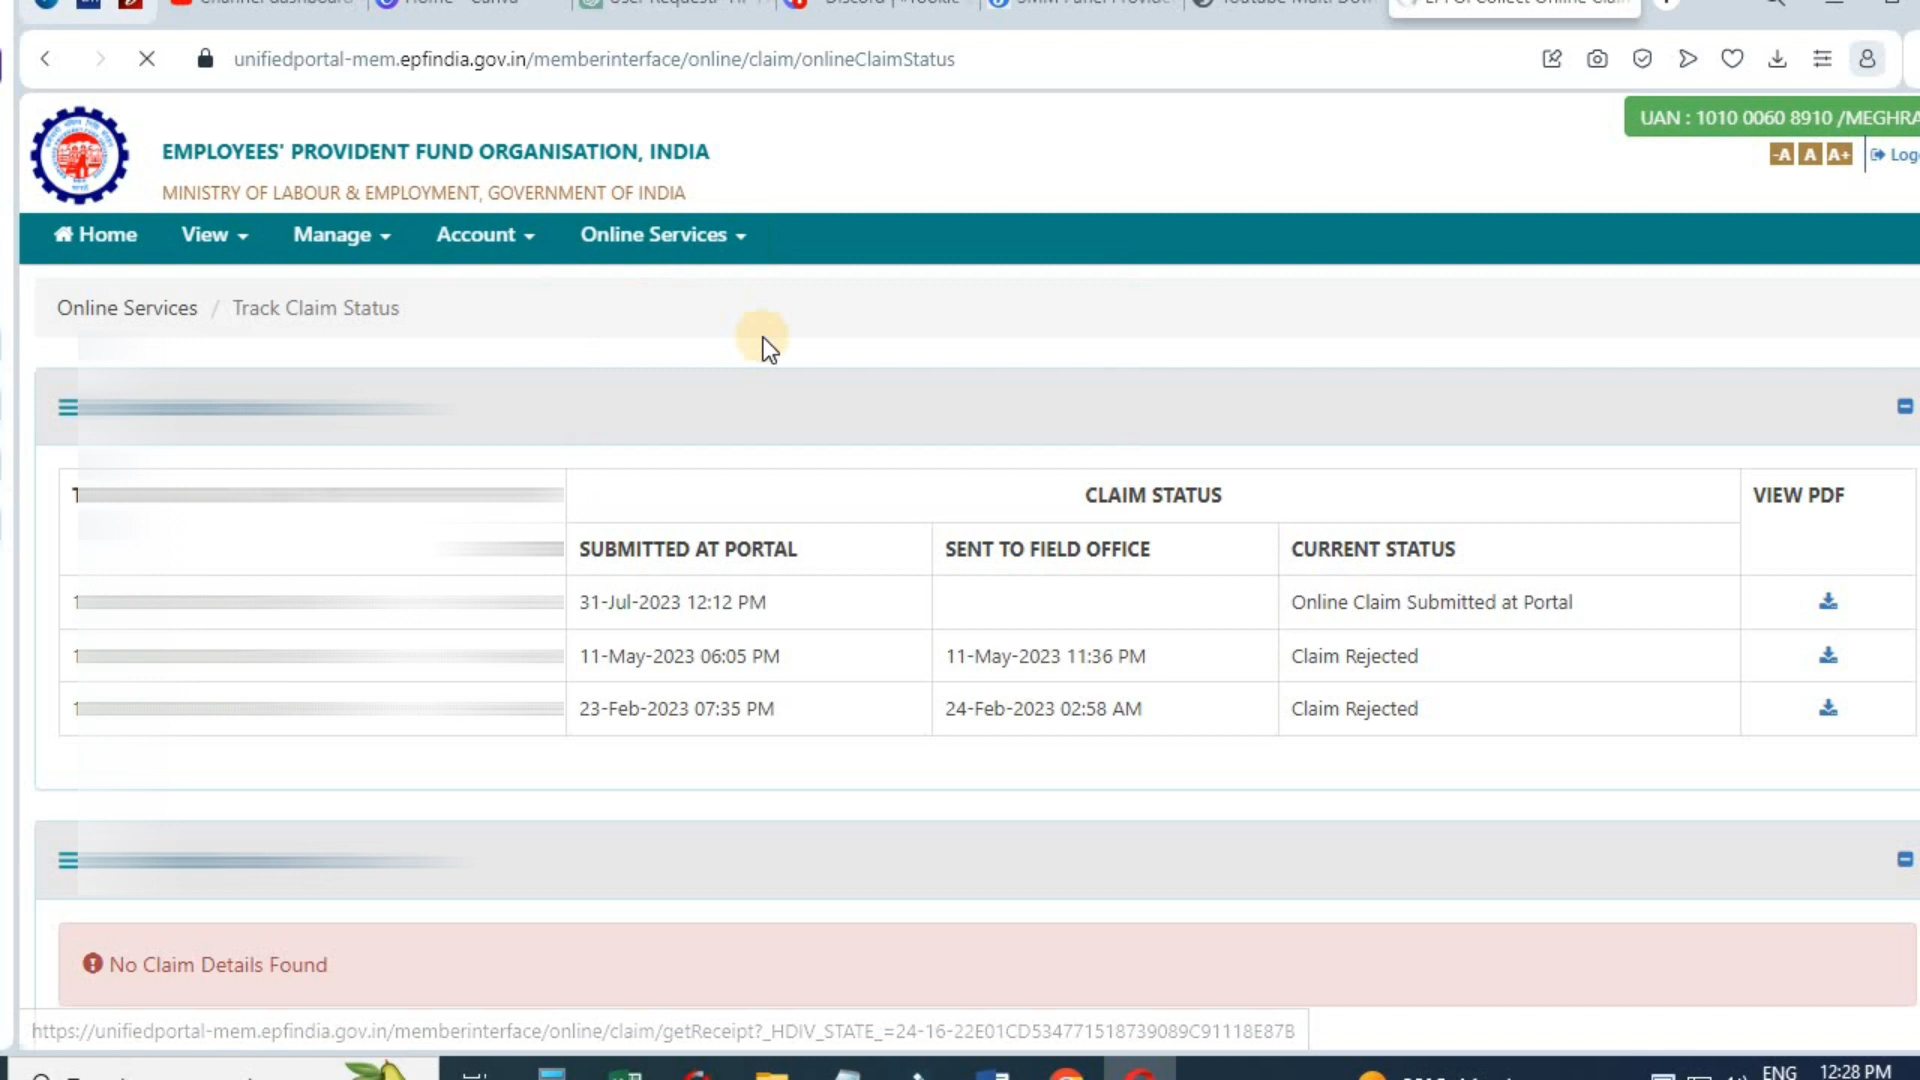 unifiedportal-mem.epfindia.gov.in/memberinterface/online/claim/onlineClaimStatus
UAN : 1010 0060 8910 /MEGHRA
EMPLOYEES' PROVIDENT FUND ORGANISATION, INDIA
-A A A+
MINISTRY OF LABOUR & EMPLOYMENT, GOVERNMENT OF INDIA
Home View Manage Account Online Services
Online Services / Track Claim Status
CLAIM STATUS VIEW PDF
SUBMITTED AT PORTAL SENT TO FIELD OFFICE CURRENT STATUS
31-Jul-2023 12:12 PM Online Claim Submitted at Portal
11-May-2023 06:05 PM 11-May-2023 11:36 PM Claim Rejected
23-Feb-2023 07:35 PM 24-Feb-2023 02:58 AM Claim Rejected
No Claim Details Found
https://unifiedportal-mem.epfindia.gov.in/memberinterface/online/claim/getReceipt?_HDIV_STATE_=24-16-22E01CD534771518739089C91118E87B
ENG 12:28 PM